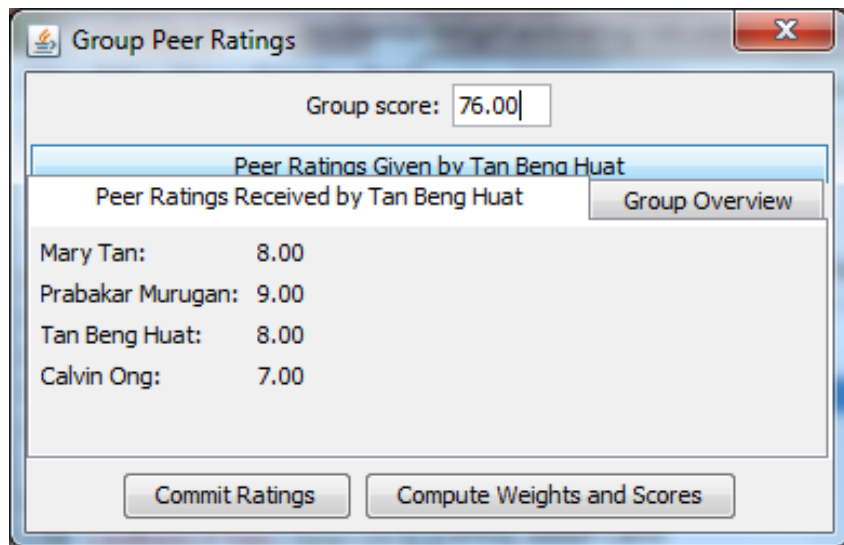 Group Peer Ratings
Group score: 76.00
Peer Ratings Given by Tan Beng Huat
Peer Ratings Received by Tan Beng Huat Group Overview
Mary Tan: 8.00
Prabakar Murugan: 9.00
Tan Beng Huat: 8.00
Calvin Ong: 7.00
Commit Ratings Compute Weights and Scores